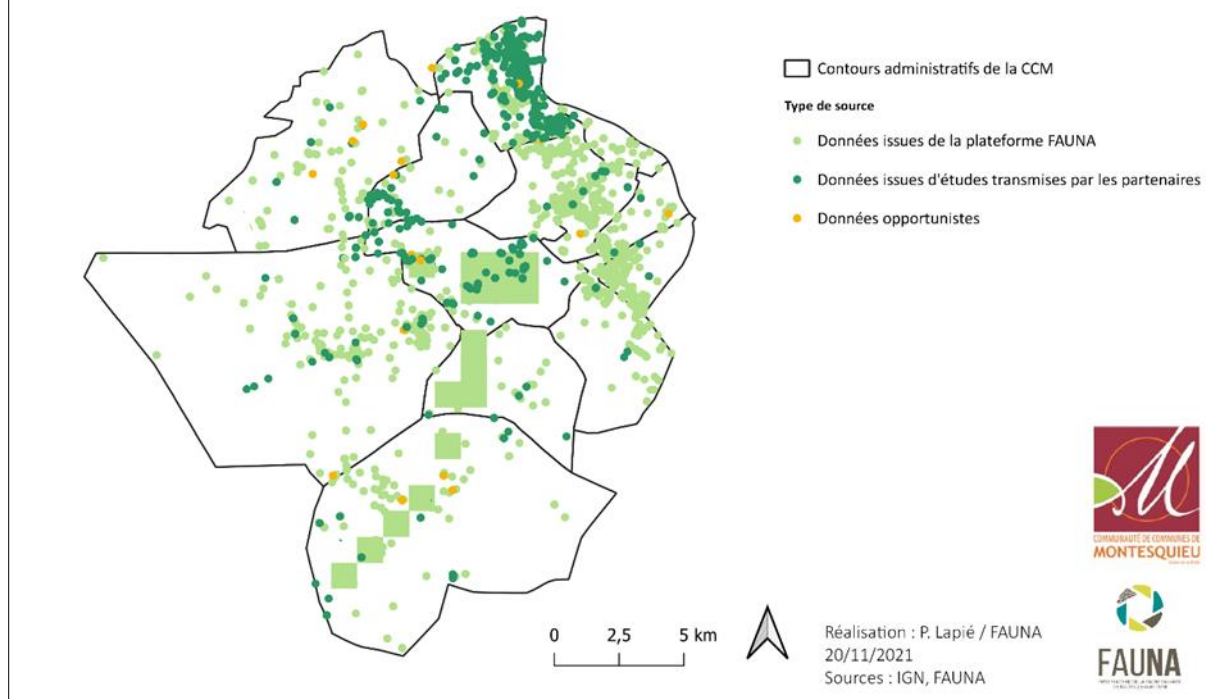 Contours administratifs de la CCM
Type de source
Données issues de la plateforme FAUNA
Données issues d'études transmises par les partenaires
Données opportunistes
0 2,5 5 km
Réalisation : P. Lapié / FAUNA
20/11/2021
Sources : IGN, FAUNA
M
COMMUNAUTÉ DE COMMUNES DE
MONTESQUIEU
FAUNA